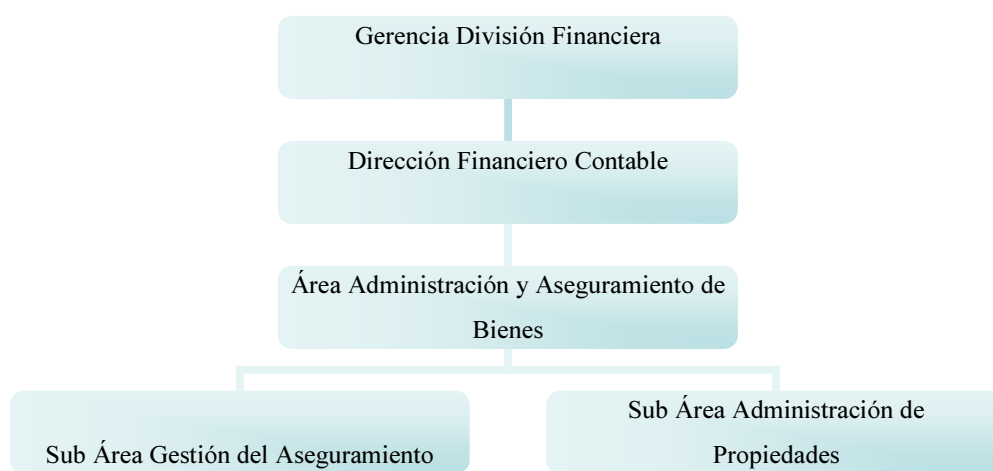 Gerencia División Financiera
Dirección Financiero Contable
Área Administración y Aseguramiento de
Bienes
Sub Área Gestión del Aseguramiento
Sub Área Administración de
Propiedades